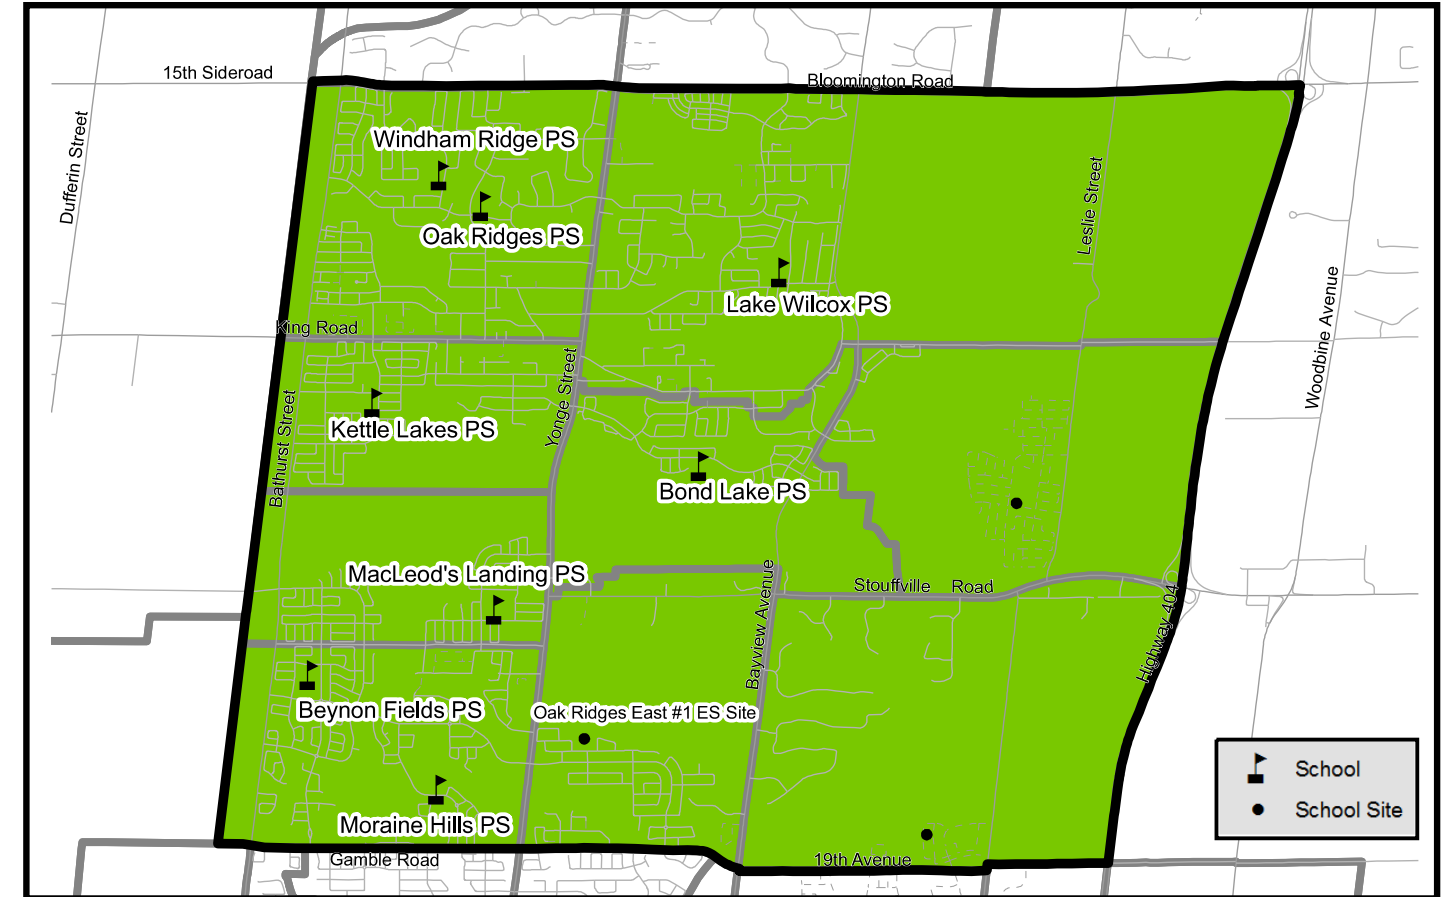 15th Sideroad
Bloomington Road
Dufferin Street
Windham Ridge PS
Leslie Street
Oak Ridges PS
Lake Wilcox PS
Woodbine Avenue
King Road
Yonge Street
Bathurst Street
Kettle Lakes PS
Bond Lake PS
MacLeod's Landing PS
Stouffville Road
Bayview Avenue
Highway 404
Beynon Fields PS
Oak Ridges East #1 ES Site
School
School Site
Moraine Hills PS
Gamble Road
19th Avenue